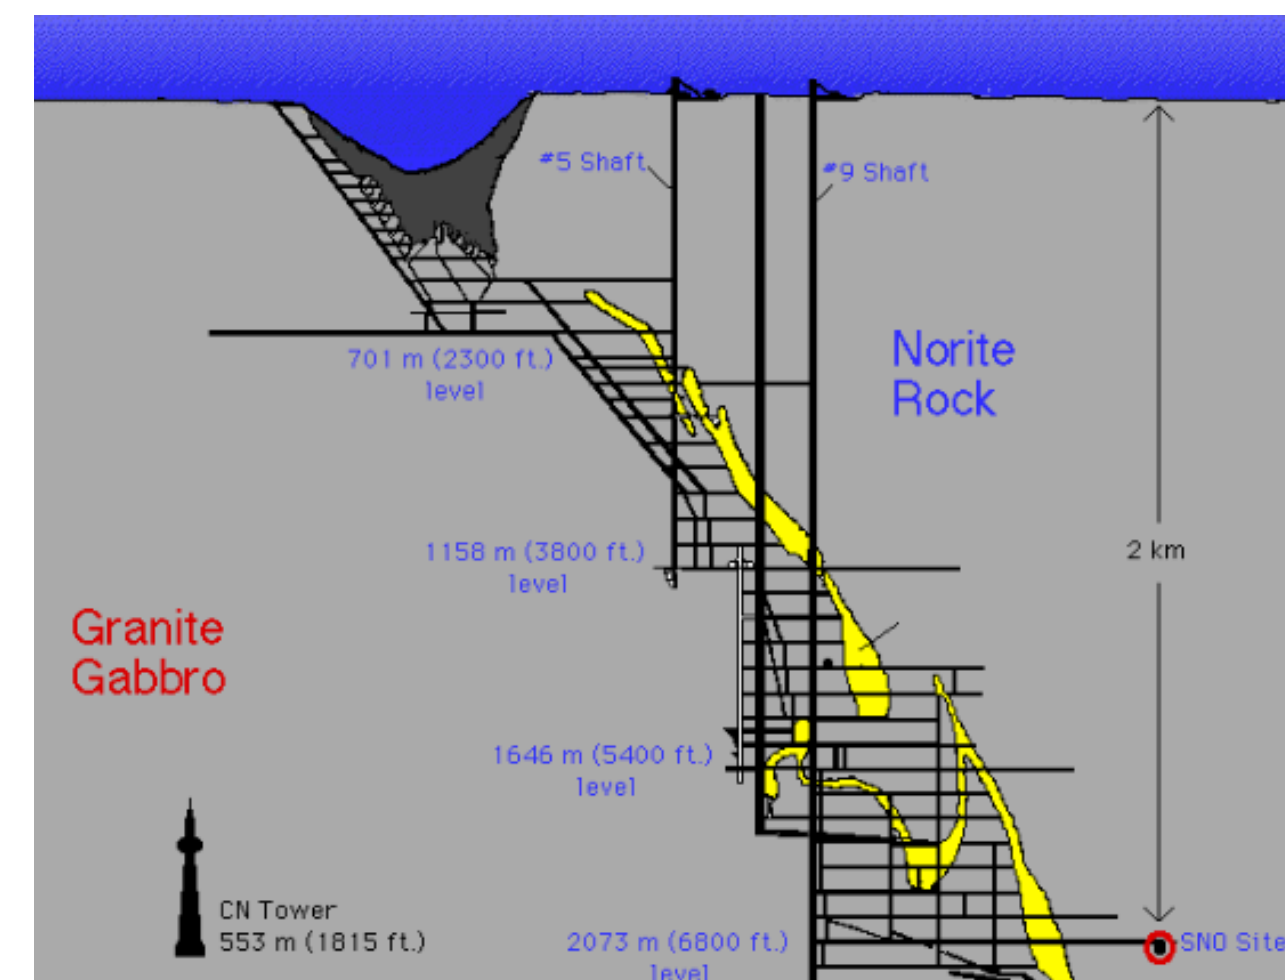 #5 Shaft
#9 Shaft
701 m (2300 ft.)
level
Norite
Rock
1158 m (3800 ft.)
level
2 km
Granite
Gabbro
1646 m (5400 ft.)
level
CN Tower
553 m (1815 ft.)
2073 m (6800 ft.)
level
SNO Site